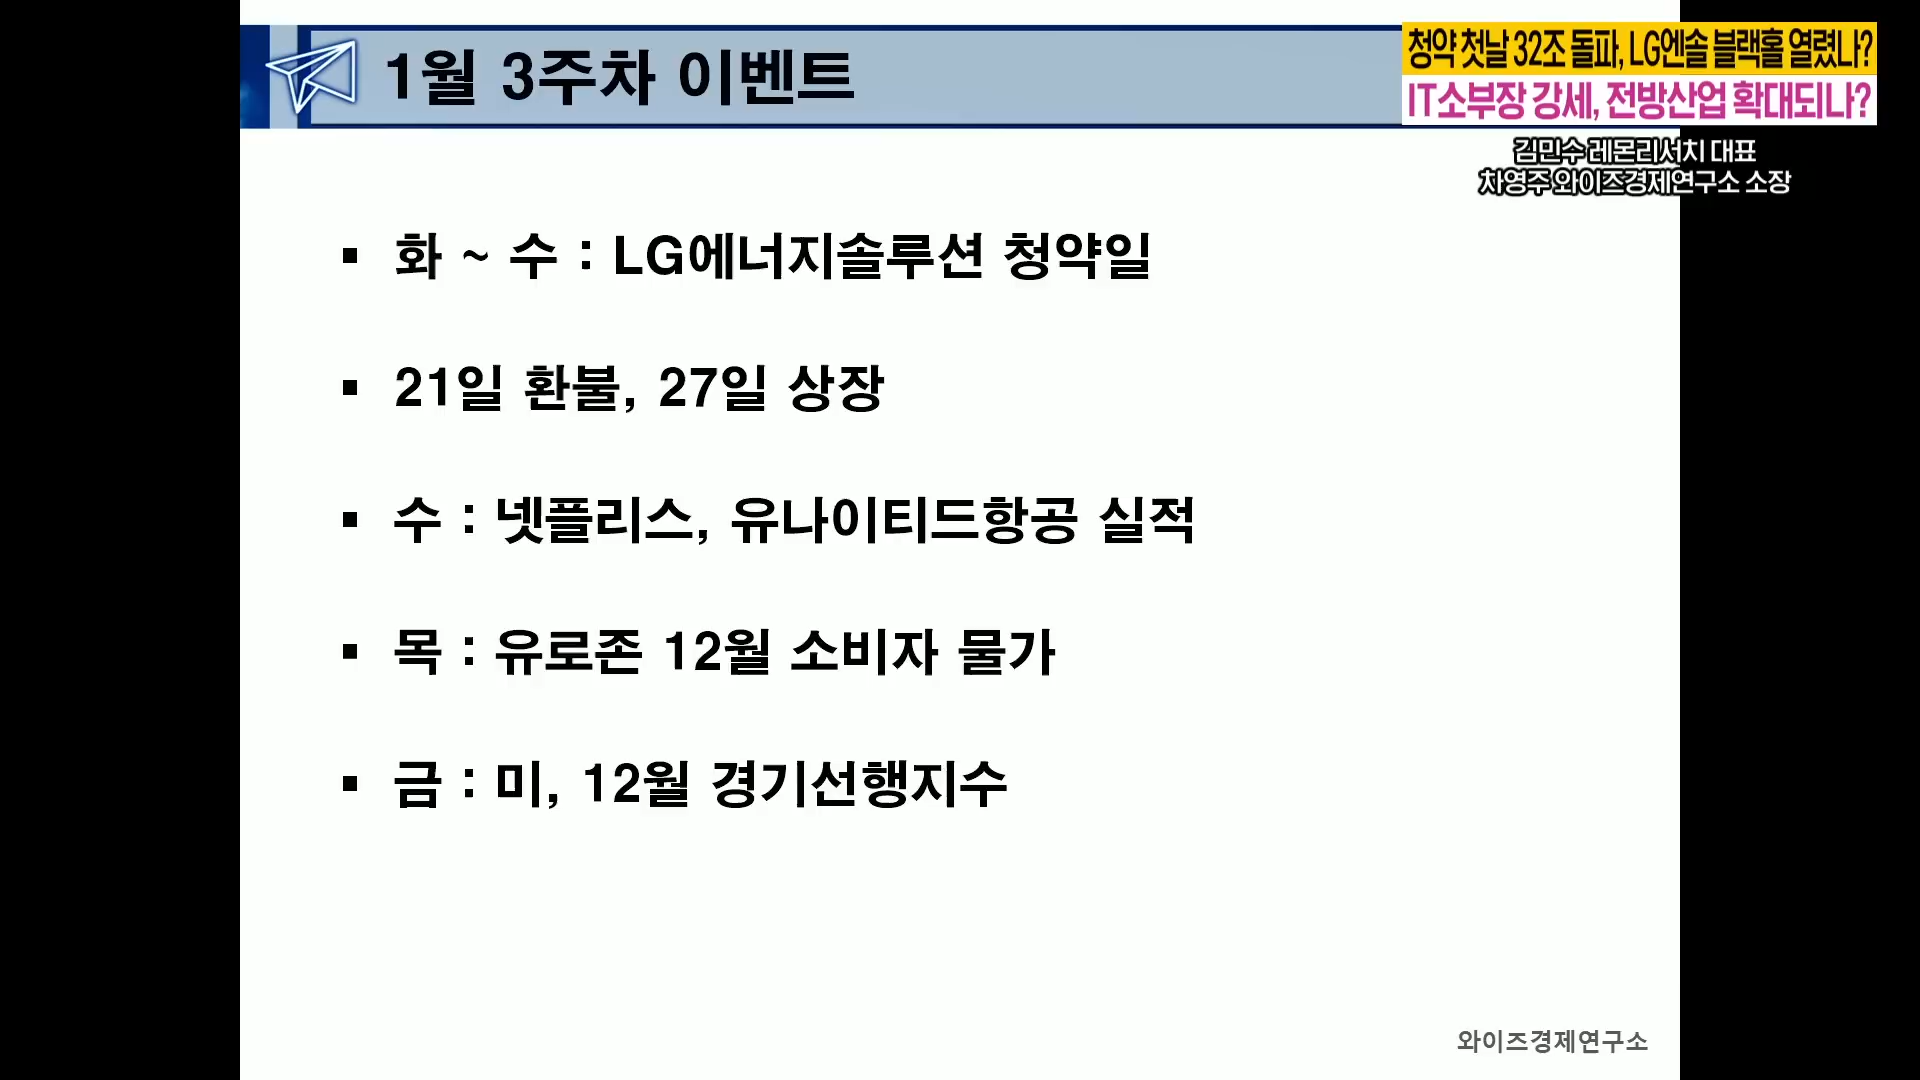 1월 3주차 이벤트
청약 첫날 32조 돌파, LG엔솔 블랙홀 열렸나?
IT소부장 강세, 전방산업 확대되나?
김민수 레몬리서치 대표
차영주 와이즈경제연구소 소장
▪ 화 ~ 수 : LG에너지솔루션 청약일
▪ 21일 환불, 27일 상장
▪ 수 : 넷플리스, 유나이티드항공 실적
▪ 목 : 유로존 12월 소비자 물가
▪ 금 : 미, 12월 경기선행지수
와이즈경제연구소